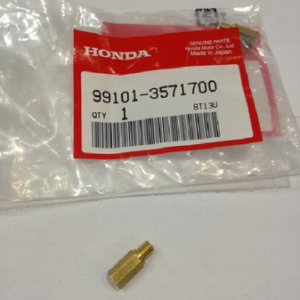 HONDA
GENUINE PARTS
Honda Motor Co., Ltd.
Made in Japan
99101-3571700
QTY 1
BT13U